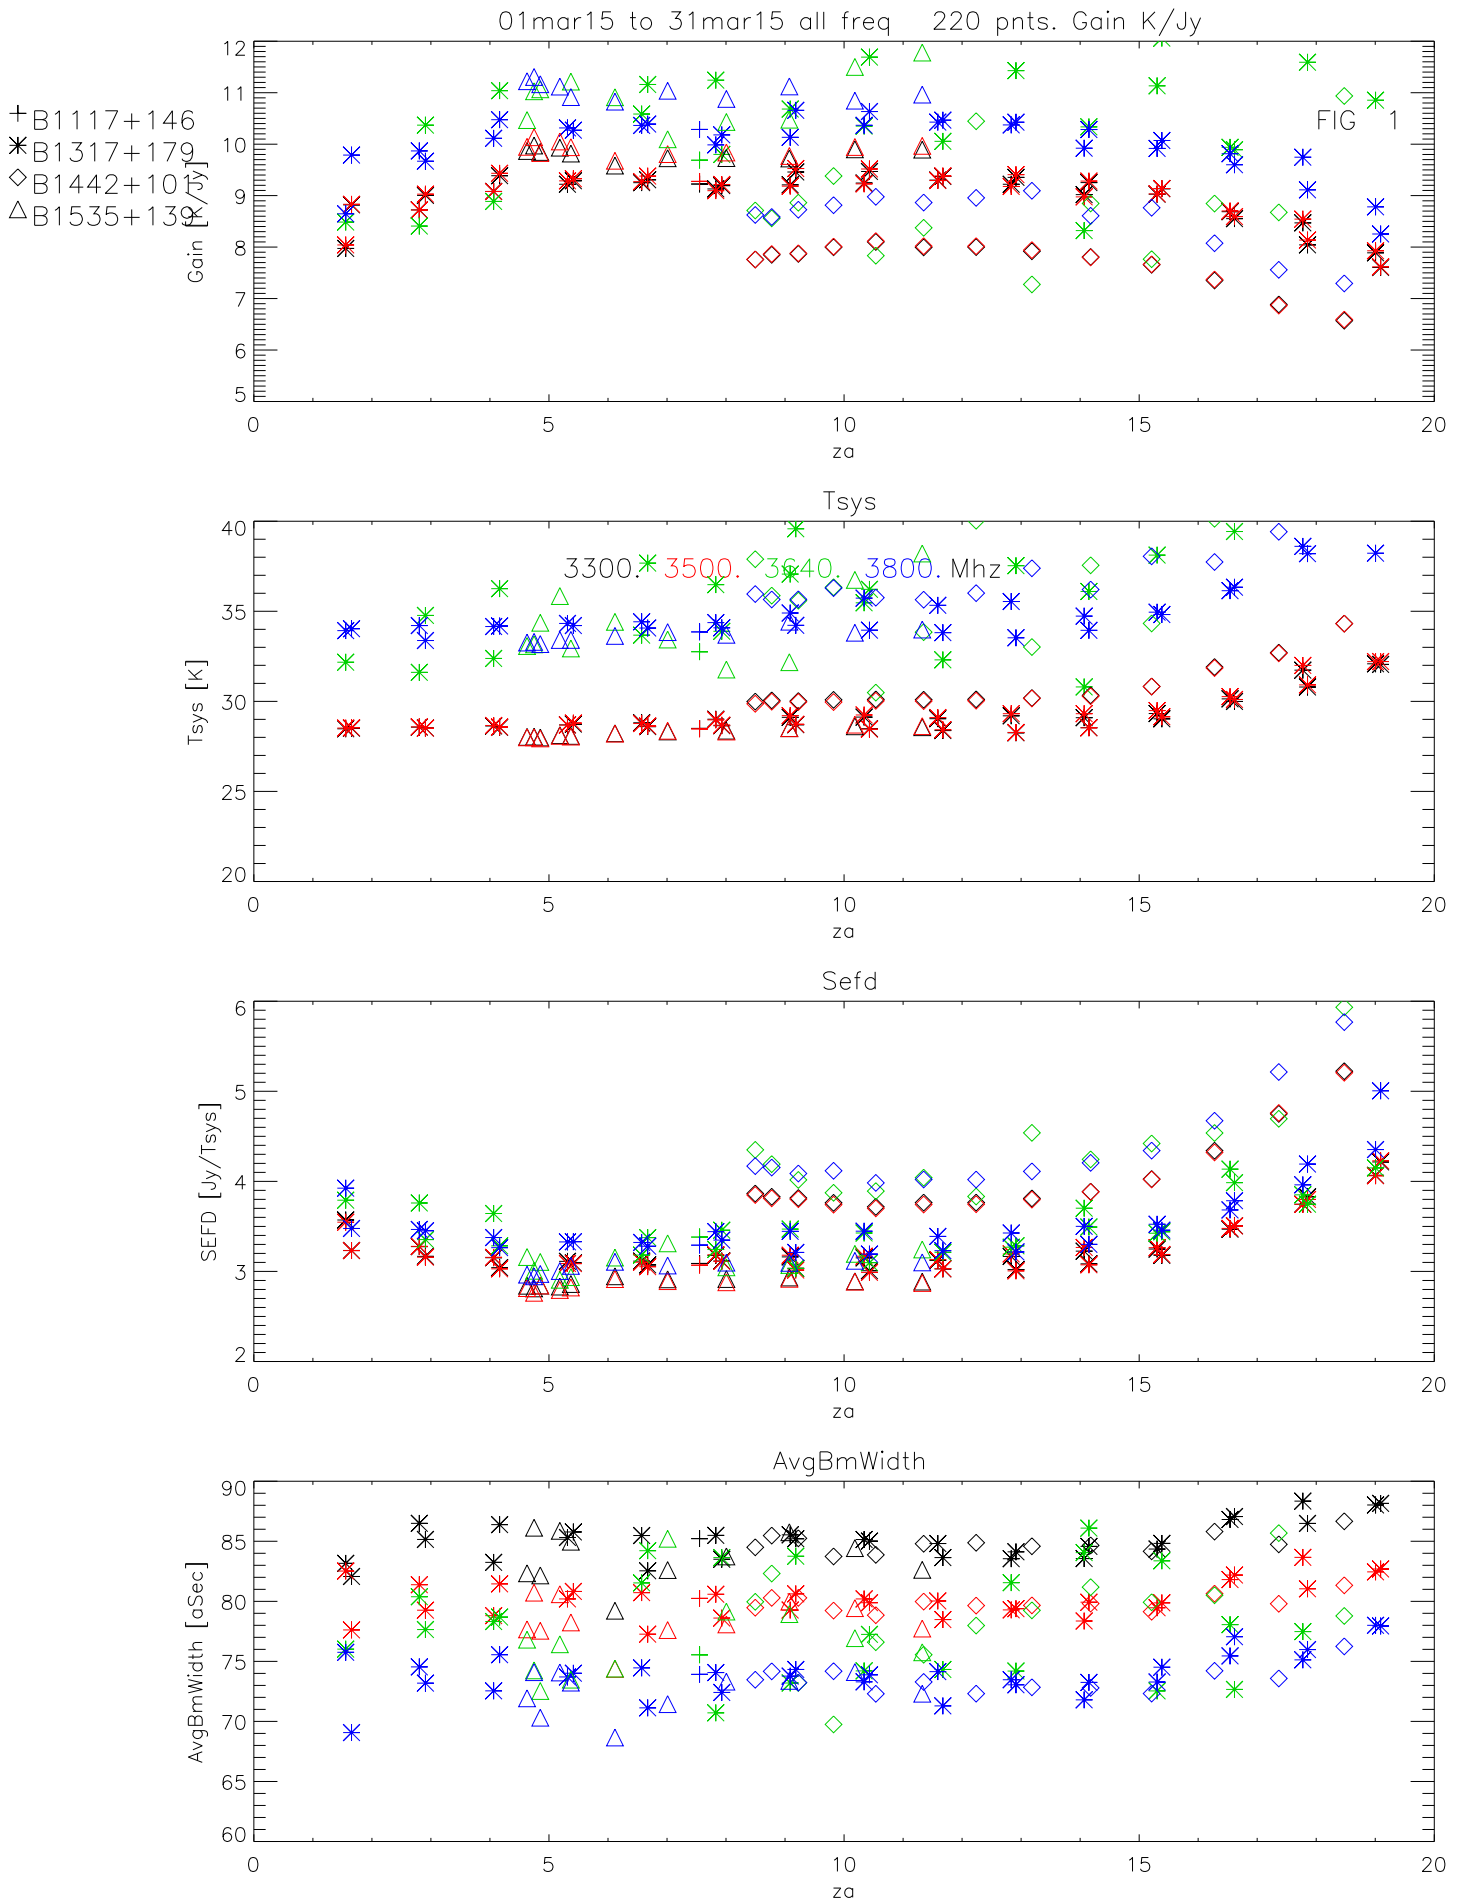 01mar15 to 31mar15 all freq 220 pnts. Gain K/Jy
+ B1117+146
B1317+179
◇ B1442+101
△ B1535+139
FIG 1
Gain [K/Jy]
12
11
10
9
8
7
6
5
0 5 10 15 20
za
Tsys
3300. 3500. 3640. 3800. Mhz
Tsys [K]
40
35
30
25
20
0 5 10 15 20
za
Sefd
SEFD [Jy/Tsys]
6
5
4
3
2
0 5 10 15 20
za
AvgBmWidth
AvgBmWidth [aSec]
90
85
80
75
70
65
60
0 5 10 15 20
za